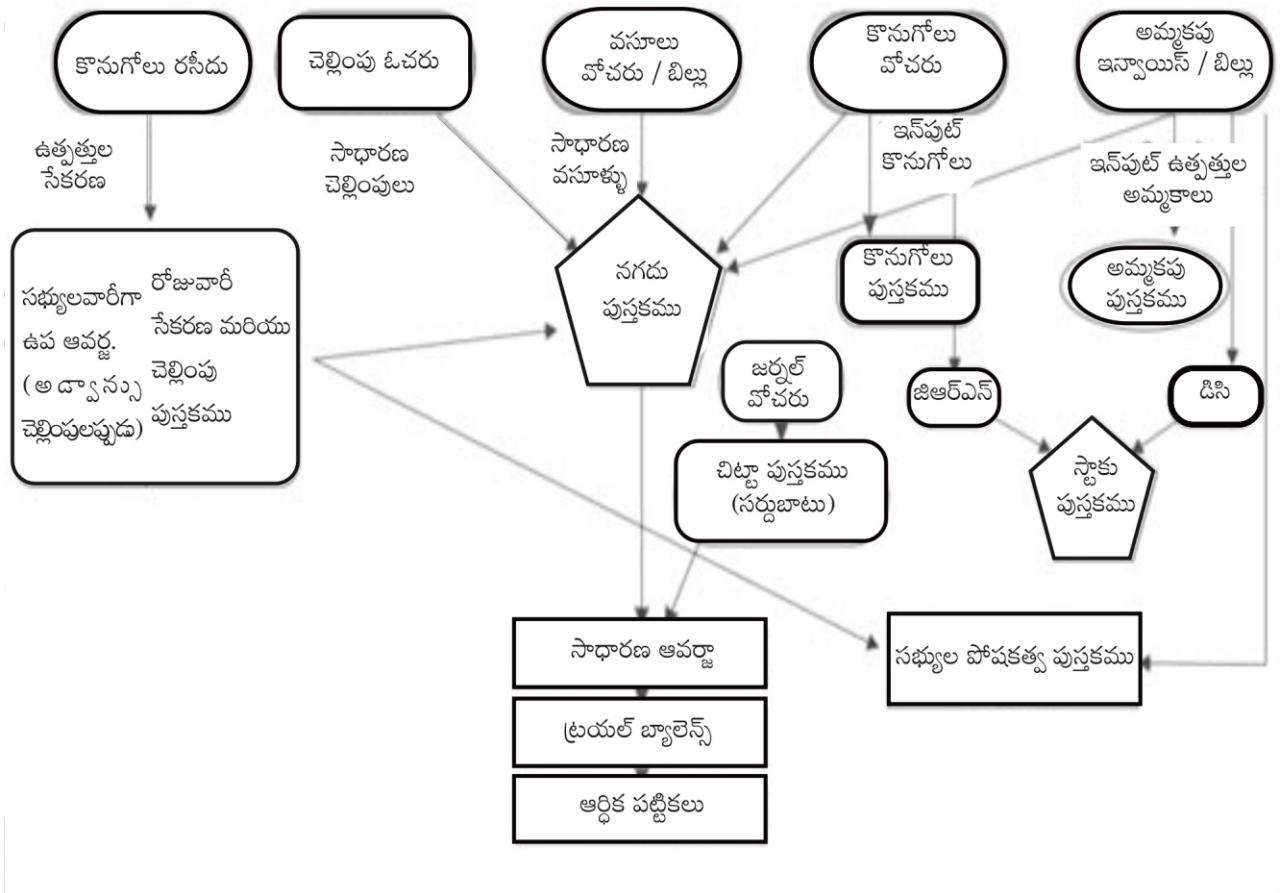 కొనుగోలు రసీదు
చెల్లింపు ఓచరు
వసూలు
వోచరు / బిల్లు
కొనుగోలు
వోచరు
అమ్మకపు
ఇన్వాయిస్ / బిల్లు
ఉత్పత్తుల
సేకరణ
సాధారణ
చెల్లింపులు
సాధారణ
వసూళ్ళు
ఇన్‌పుట్
కొనుగోలు
ఇన్‌పుట్ ఉత్పత్తుల
అమ్మకాలు
సభ్యులవారీగా
ఉప ఆవర్జ.
(అడ్వాన్సు
చెల్లింపులప్పుడు)
రోజువారీ
సేకరణ మరియు
చెల్లింపు
పుస్తకము
నగదు
పుస్తకము
కొనుగోలు
పుస్తకము
అమ్మకపు
పుస్తకము
జర్నల్
వోచరు
జిఆర్ఎన్
డిసి
చిట్టా పుస్తకము
(సర్దుబాటు)
స్టాకు
పుస్తకము
సాధారణ ఆవర్జా
సభ్యుల పోషకత్వ పుస్తకము
ట్రయల్ బ్యాలెన్స్
ఆర్ధిక పట్టికలు